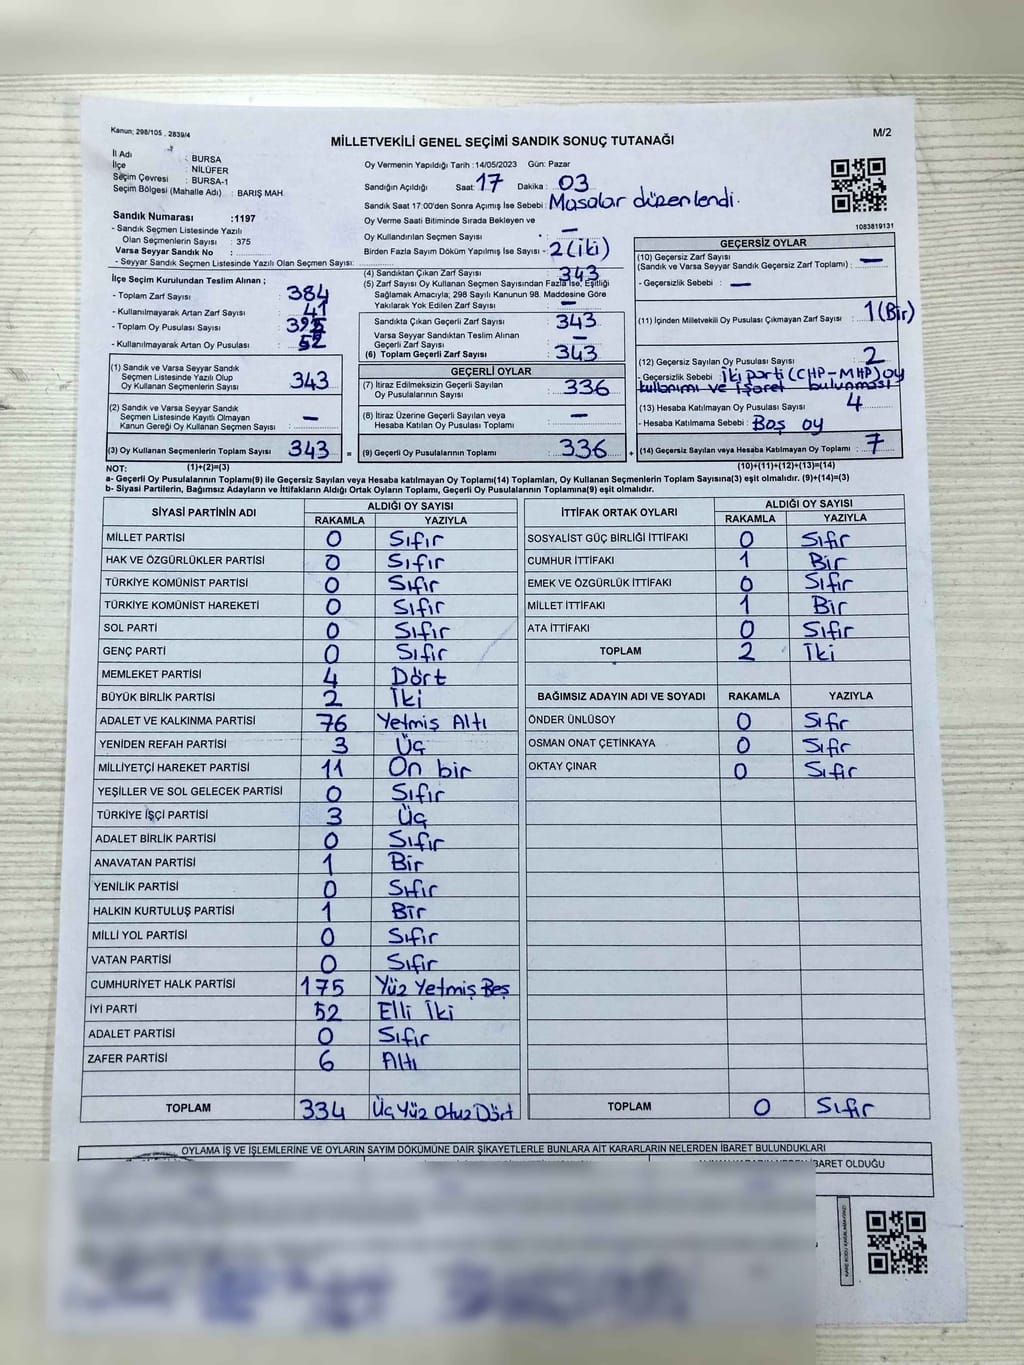 Kanun; 298/105 , 2839/4
M/2
MİLLETVEKİLİ GENEL SEÇİMİ SANDIK SONUÇ TUTANAĞI
İl Adı : BURSA
İlçe : NİLÜFER
Seçim Çevresi : BURSA-1
Seçim Bölgesi (Mahalle Adı) : BARIŞ MAH.
Sandık Numarası :1197
- Sandık Seçmen Listesinde Yazılı
Olan Seçmenlerin Sayısı : 375
Varsa Seyyar Sandık No :
- Seyyar Sandık Seçmen Listesinde Yazılı Olan Seçmen Sayısı:
Oy Vermenin Yapıldığı Tarih :14/05/2023 Gün: Pazar
Sandığın Açıldığı Saat: 17 Dakika : 03
Sandık Saat 17:00'den Sonra Açımış İse Sebebi : Masalar düzenlendi.
Oy Verme Saati Bitiminde Sırada Bekleyen ve
Oy Kullandırılan Seçmen Sayısı : —
Birden Fazla Sayım Döküm Yapılmış İse Sayısı - 2 (iki)
1083819131
İlçe Seçim Kurulundan Teslim Alınan ;
- Toplam Zarf Sayısı : 384
- Kullanılmayarak Artan Zarf Sayısı : 41
- Toplam Oy Pusulası Sayısı :
- Kullanılmayarak Artan Oy Pusulası : 52
(1) Sandık ve Varsa Seyyar Sandık
Seçmen Listesinde Yazılı Olup
Oy Kullanan Seçmenlerin Sayısı : 343
(2) Sandık ve Varsa Seyyar Sandık
Seçmen Listesinde Kayıtlı Olmayan
Kanun Gereği Oy Kullanan Seçmen Sayısı : —
(3) Oy Kullanan Seçmenlerin Toplam Sayısı 343 =
(4) Sandıktan Çıkan Zarf Sayısı : 343
(5) Zarf Sayısı Oy Kullanan Seçmen Sayısından Fazla İse, Eşitliği
Sağlamak Amacıyla; 298 Sayılı Kanunun 98. Maddesine Göre
Yakılarak Yok Edilen Zarf Sayısı : —
Sandıkta Çıkan Geçerli Zarf Sayısı : 343
Varsa Seyyar Sandıktan Teslim Alınan
Geçerli Zarf Sayısı : —
(6) Toplam Geçerli Zarf Sayısı : 343
GEÇERLİ OYLAR
(7) İtiraz Edilmeksizin Geçerli Sayılan
Oy Pusulalarının Sayısı : 336
(8) İtiraz Üzerine Geçerli Sayılan veya
Hesaba Katılan Oy Pusulası Toplamı : —
(9) Geçerli Oy Pusulalarının Toplamı : 336 +
GEÇERSİZ OYLAR
(10) Geçersiz Zarf Sayısı
(Sandık ve Varsa Seyyar Sandık Geçersiz Zarf Toplamı) : —
- Geçersizlik Sebebi : —
(11) İçinden Milletvekili Oy Pusulası Çıkmayan Zarf Sayısı : 1 (Bir)
(12) Geçersiz Sayılan Oy Pusulası Sayısı : 2
- Geçersizlik Sebebi : İki parti (CHP-MHP) oy
kullanımı ve işaret bulunması
(13) Hesaba Katılmayan Oy Pusulası Sayısı : 4
- Hesaba Katılmama Sebebi : Boş oy
(14) Geçersiz Sayılan veya Hesaba Katılmayan Oy Toplamı : 7
NOT: (1)+(2)=(3) (10)+(11)+(12)+(13)=(14)
a- Geçerli Oy Pusulalarının Toplamı(9) ile Geçersiz Sayılan veya Hesaba katılmayan Oy Toplamı(14) Toplamları, Oy Kullanan Seçmenlerin Toplam Sayısına(3) eşit olmalıdır. (9)+(14)=(3)
b- Siyasi Partilerin, Bağımsız Adayların ve İttifakların Aldığı Ortak Oyların Toplamı, Geçerli Oy Pusulalarının Toplamına(9) eşit olmalıdır.
SİYASİ PARTİNİN ADI ALDIĞI OY SAYISI
RAKAMLA YAZIYLA
MİLLET PARTİSİ 0 Sıfır
HAK VE ÖZGÜRLÜKLER PARTİSİ 0 Sıfır
TÜRKİYE KOMÜNİST PARTİSİ 0 Sıfır
TÜRKİYE KOMÜNİST HAREKETİ 0 Sıfır
SOL PARTİ 0 Sıfır
GENÇ PARTİ 0 Sıfır
MEMLEKET PARTİSİ 4 Dört
BÜYÜK BİRLİK PARTİSİ 2 İki
ADALET VE KALKINMA PARTİSİ 76 Yetmiş Altı
YENİDEN REFAH PARTİSİ 3 Üç
MİLLİYETÇİ HAREKET PARTİSİ 11 On bir
YEŞİLLER VE SOL GELECEK PARTİSİ 0 Sıfır
TÜRKİYE İŞÇİ PARTİSİ 3 Üç
ADALET BİRLİK PARTİSİ 0 Sıfır
ANAVATAN PARTİSİ 1 Bir
YENİLİK PARTİSİ 0 Sıfır
HALKIN KURTULUŞ PARTİSİ 1 Bir
MİLLİ YOL PARTİSİ 0 Sıfır
VATAN PARTİSİ 0 Sıfır
CUMHURİYET HALK PARTİSİ 175 Yüz Yetmiş Beş
İYİ PARTİ 52 Elli İki
ADALET PARTİSİ 0 Sıfır
ZAFER PARTİSİ 6 Altı
TOPLAM 334 Üç Yüz Otuz Dört
İTTİFAK ORTAK OYLARI ALDIĞI OY SAYISI
RAKAMLA YAZIYLA
SOSYALİST GÜÇ BİRLİĞİ İTTİFAKI 0 Sıfır
CUMHUR İTTİFAKI 1 Bir
EMEK VE ÖZGÜRLÜK İTTİFAKI 0 Sıfır
MİLLET İTTİFAKI 1 Bir
ATA İTTİFAKI 0 Sıfır
TOPLAM 2 İki
BAĞIMSIZ ADAYIN ADI VE SOYADI RAKAMLA YAZIYLA
ÖNDER ÜNLÜSOY 0 Sıfır
OSMAN ONAT ÇETİNKAYA 0 Sıfır
OKTAY ÇINAR 0 Sıfır
TOPLAM 0 Sıfır
OYLAMA İŞ VE İŞLEMLERİNE VE OYLARIN SAYIM DÖKÜMÜNE DAİR ŞİKAYETLERLE BUNLARA AİT KARARLARIN NELERDEN İBARET BULUNDUKLARI
İBARET OLDUĞU